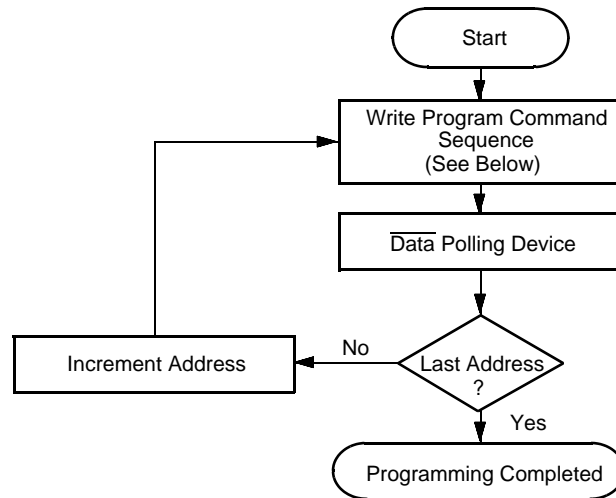 Start
Write Program Command
Sequence
(See Below)
Data Polling Device
Increment Address
No
Last Address
?
Yes
Programming Completed